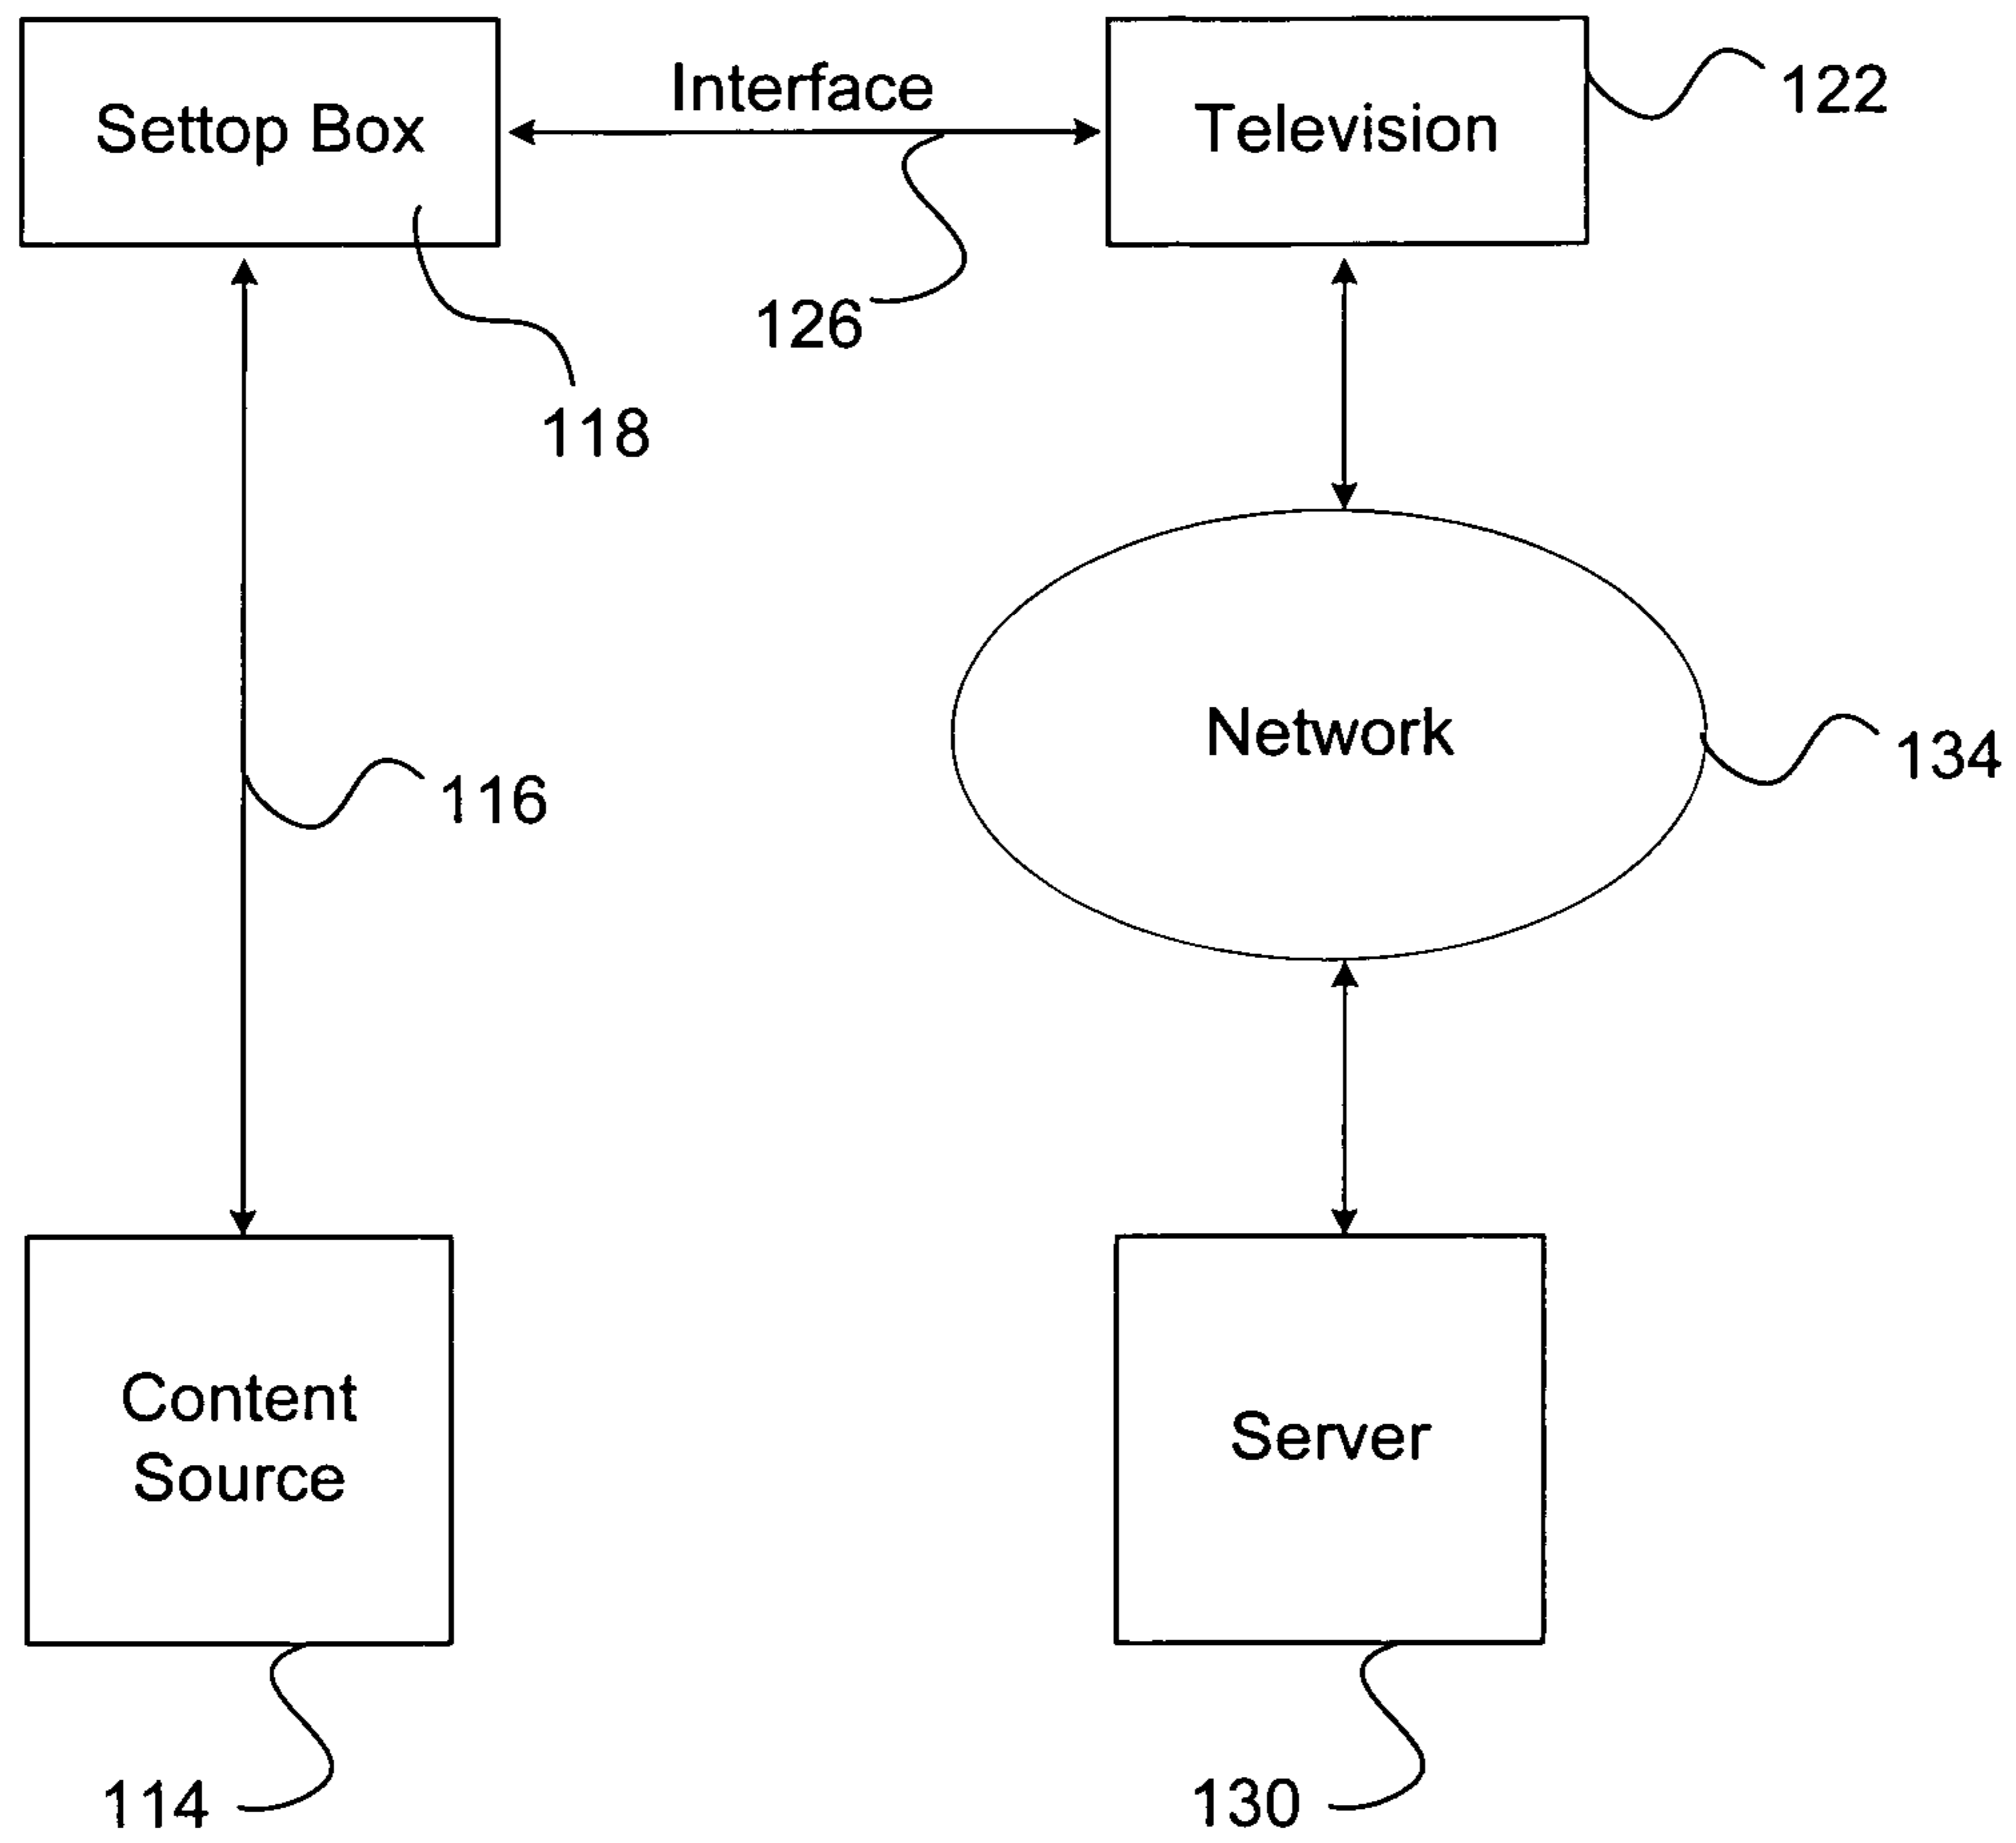 Interface
Settop Box
Television
122
126
118
Network
134
116
Content
Source
Server
114
130